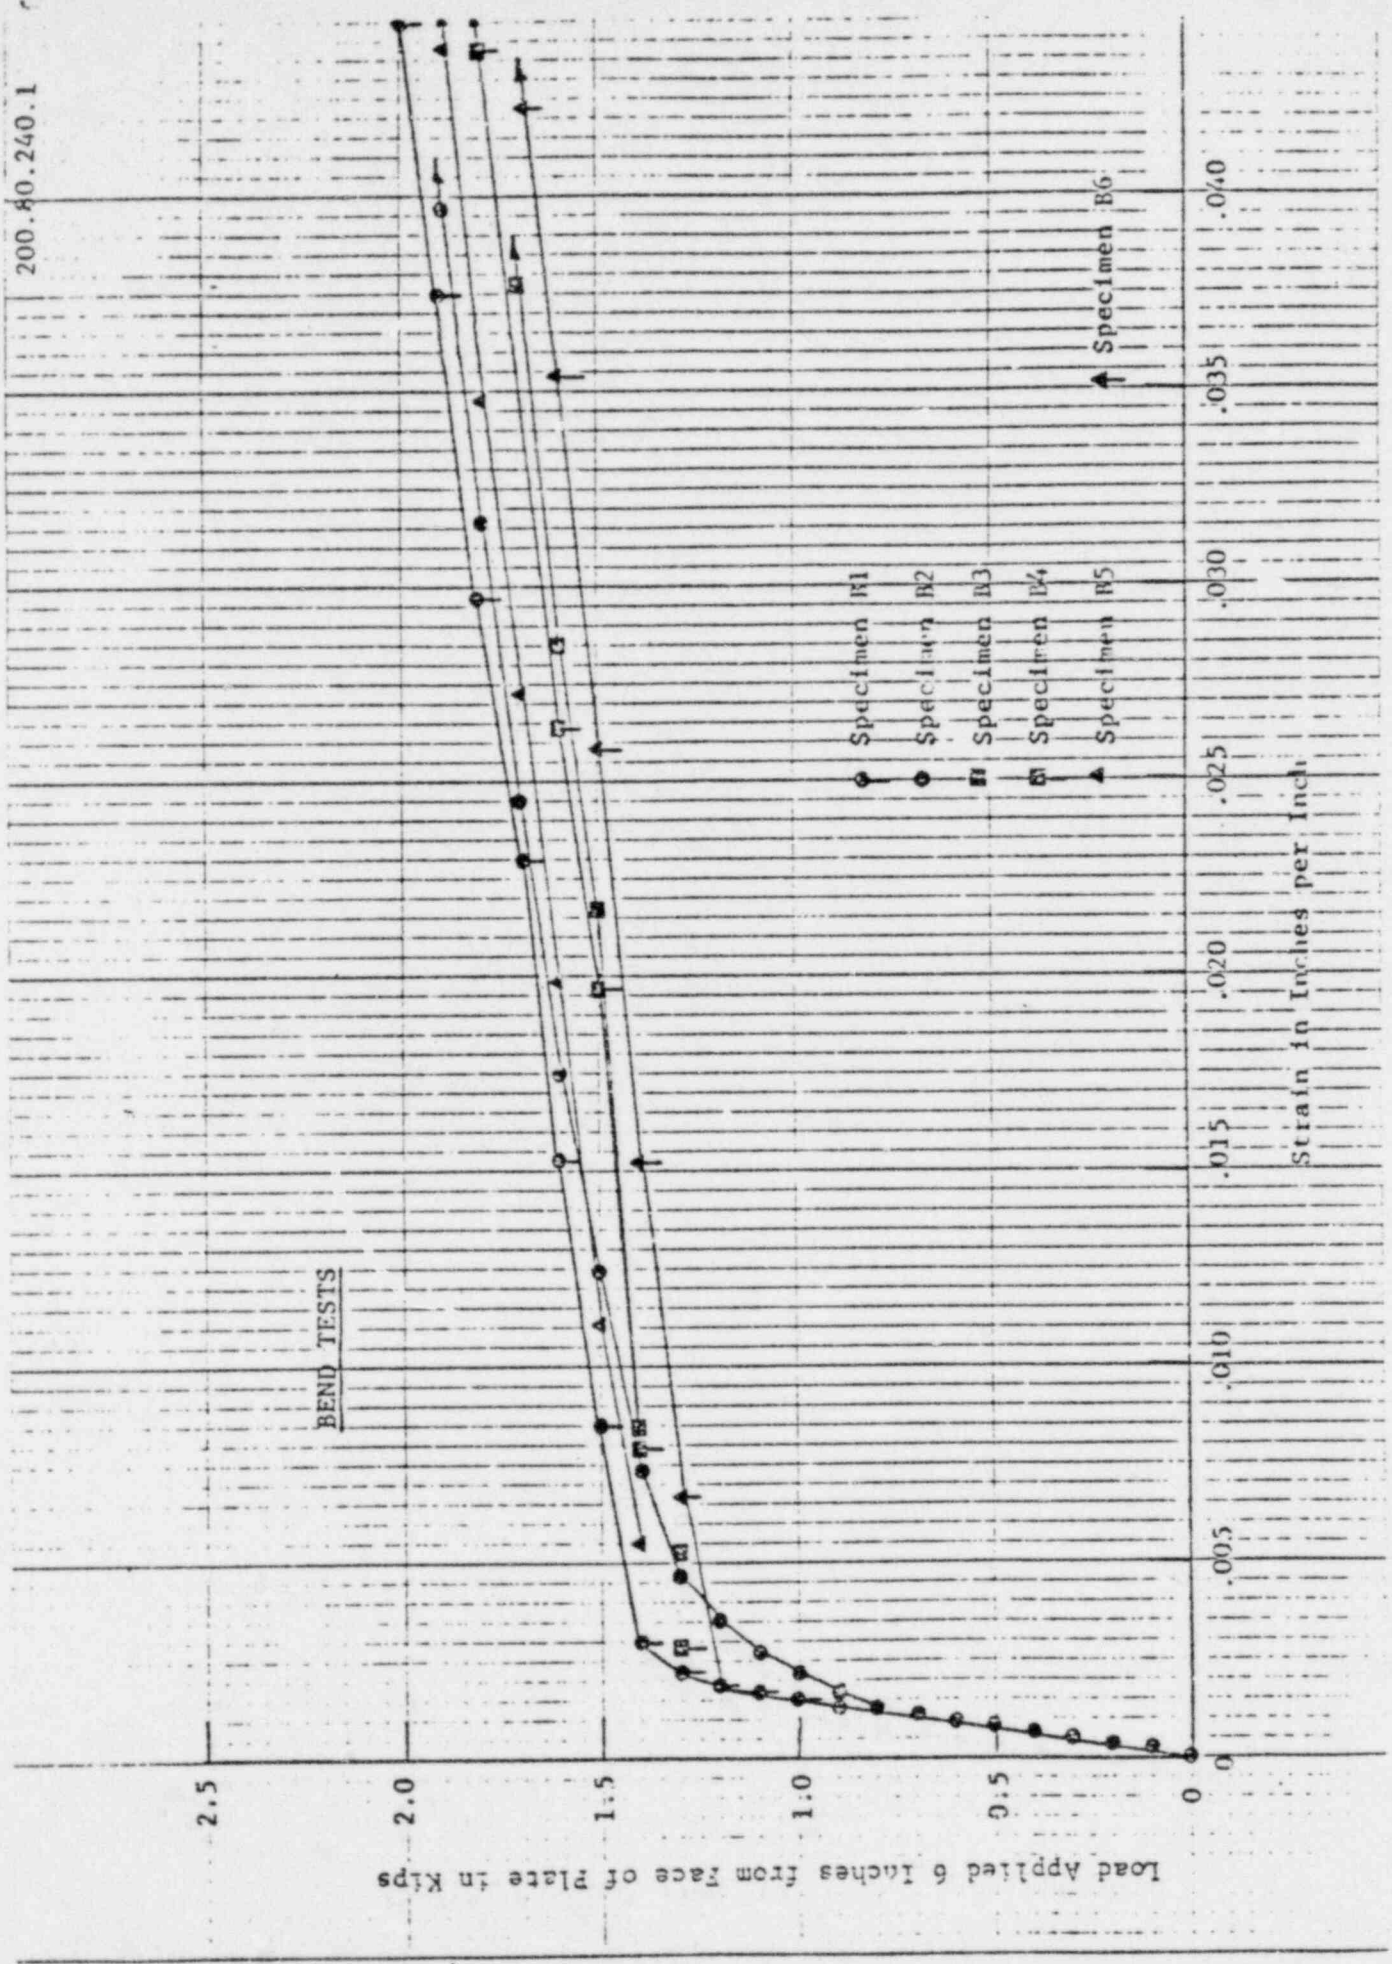 200.80.240.1
BEND TESTS
Load Applied 6 Inches from Face of Plate in Kips
2.5
2.0
1.5
1.0
0.5
0
0
.005
.010
.015
.020
.025
.030
.035
.040
Strain in Inches per Inch
Specimen B1
Specimen B2
Specimen B3
Specimen B4
Specimen B5
Specimen B6